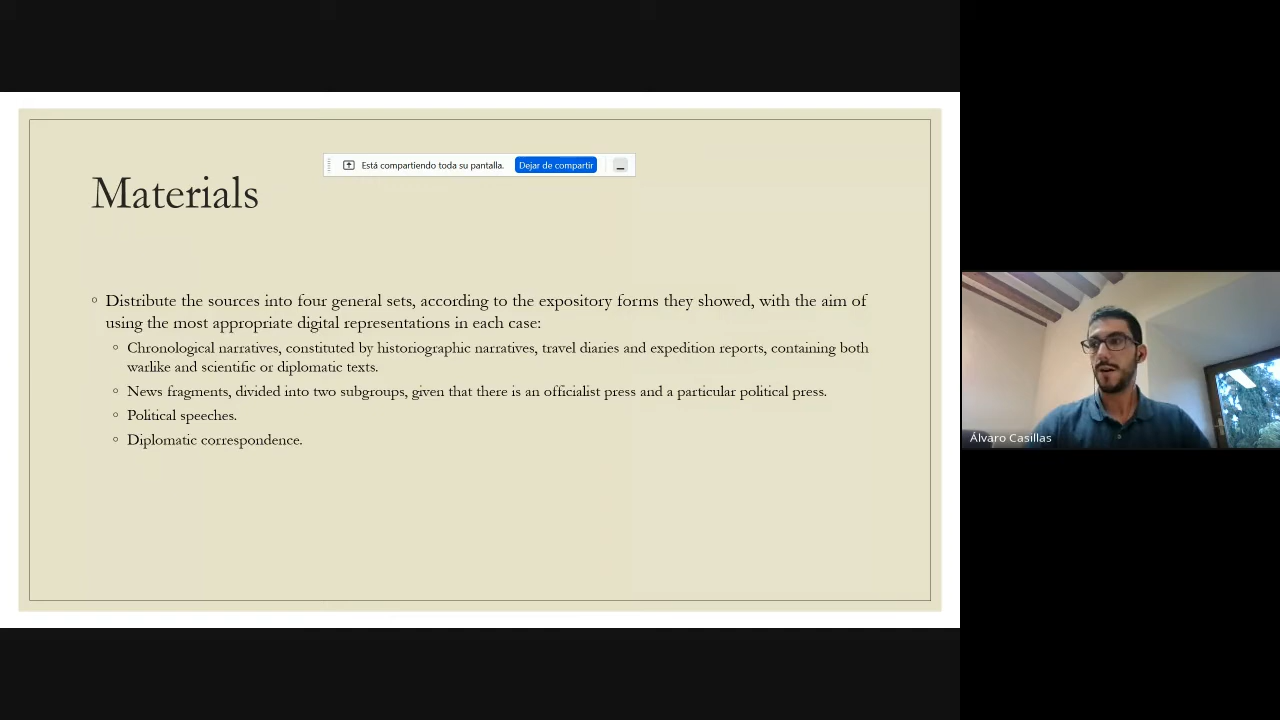 Está compartiendo toda su pantalla. Dejar de compartir
Materials
Distribute the sources into four general sets, according to the expository forms they showed, with the aim of
using the most appropriate digital representations in each case:
Chronological narratives, constituted by historiographic narratives, travel diaries and expedition reports, containing both
warlike and scientific or diplomatic texts.
News fragments, divided into two subgroups, given that there is an officialist press and a particular political press.
Political speeches.
Diplomatic correspondence.
Álvaro Casillas